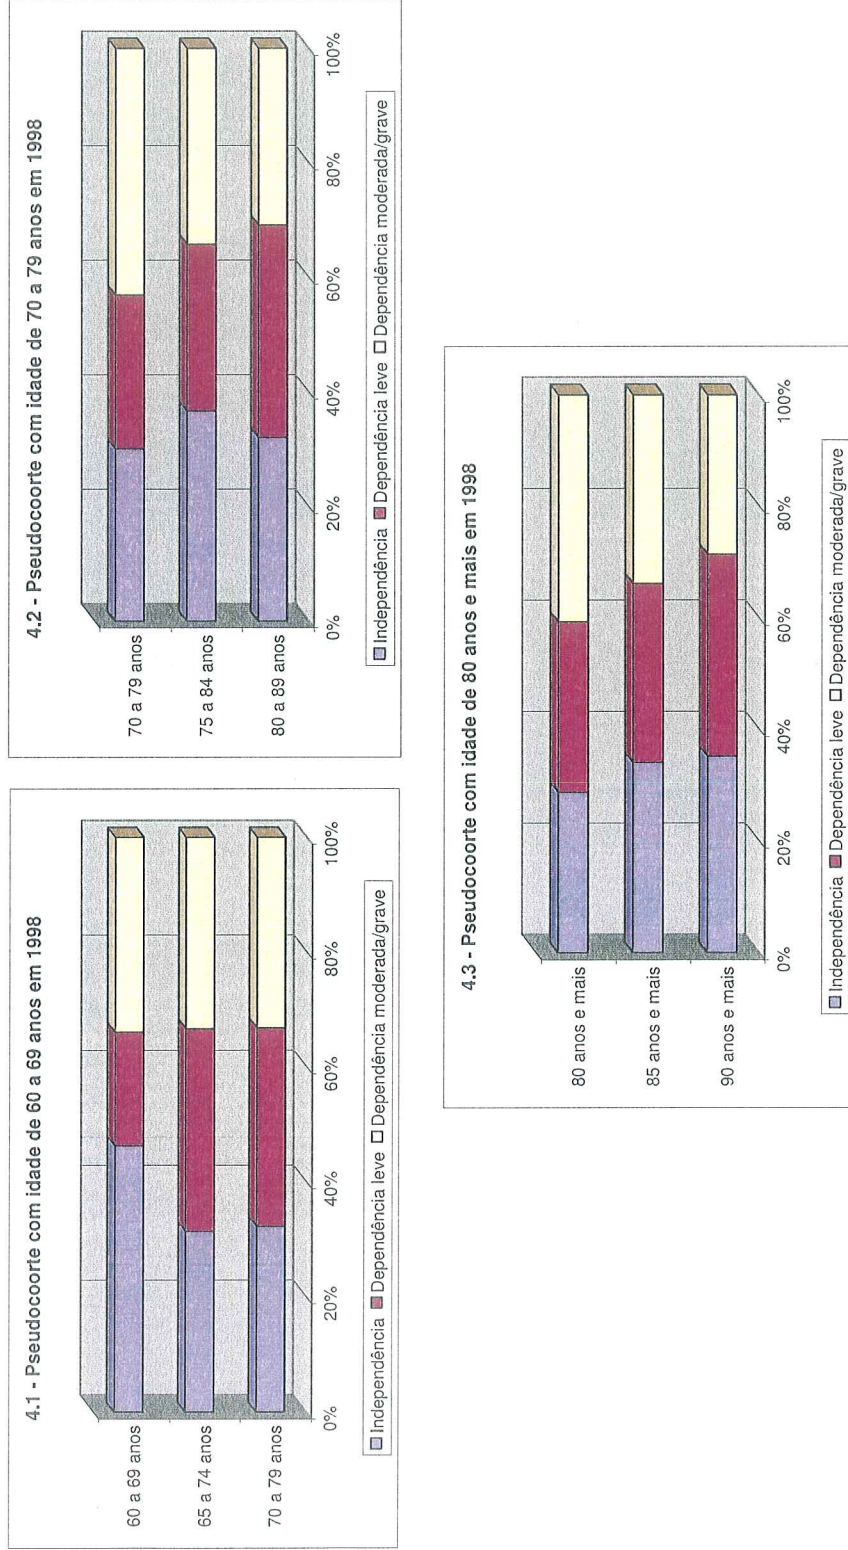 4.1 - Pseudocoorte com idade de 60 a 69 anos em 1998
60 a 69 anos
65 a 74 anos
70 a 79 anos
0% 20% 40% 60% 80% 100%
Independência Dependência leve Dependência moderada/grave
4.2 - Pseudocoorte com idade de 70 a 79 anos em 1998
70 a 79 anos
75 a 84 anos
80 a 89 anos
0% 20% 40% 60% 80% 100%
Independência Dependência leve Dependência moderada/grave
4.3 - Pseudocoorte com idade de 80 anos e mais em 1998
80 anos e mais
85 anos e mais
90 anos e mais
0% 20% 40% 60% 80% 100%
Independência Dependência leve Dependência moderada/grave